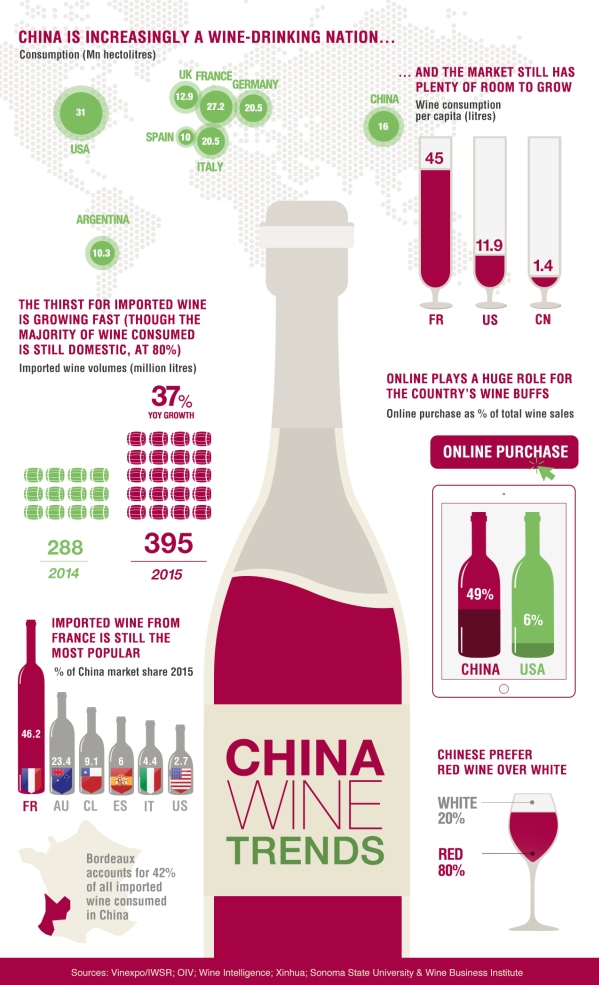 CHINA IS INCREASINGLY A WINE-DRINKING NATION...
Consumption (Mn hectolitres)
UK
FRANCE
GERMANY
12.9
27.2
20.5
31
USA
SPAIN
10
20.5
ITALY
CHINA
16
ARGENTINA
10.3
... AND THE MARKET STILL HAS
PLENTY OF ROOM TO GROW
Wine consumption
per capita (litres)
45
11.9
1.4
FR
US
CN
THE THIRST FOR IMPORTED WINE
IS GROWING FAST (THOUGH THE
MAJORITY OF WINE CONSUMED
IS STILL DOMESTIC, AT 80%)
Imported wine volumes (million litres)
37%
YOY GROWTH
288
2014
395
2015
ONLINE PLAYS A HUGE ROLE FOR
THE COUNTRY'S WINE BUFFS
Online purchase as % of total wine sales
ONLINE PURCHASE
49%
6%
CHINA
USA
IMPORTED WINE FROM
FRANCE IS STILL THE
MOST POPULAR
% of China market share 2015
46.2
23.4
9.1
6
4.4
2.7
FR
AU
CL
ES
IT
US
Bordeaux
accounts for 42%
of all imported
wine consumed
in China
CHINA
WINE
TRENDS
CHINESE PREFER
RED WINE OVER WHITE
WHITE
20%
RED
80%
Sources: Vinexpo/IWSR; OIV; Wine Intelligence; Xinhua; Sonoma State University & Wine Business Institute